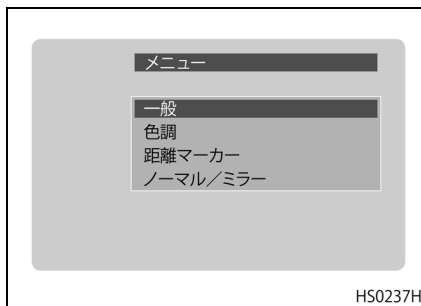 メニュー
一般
色調
距離マーカー
ノーマル／ミラー
HS0237H